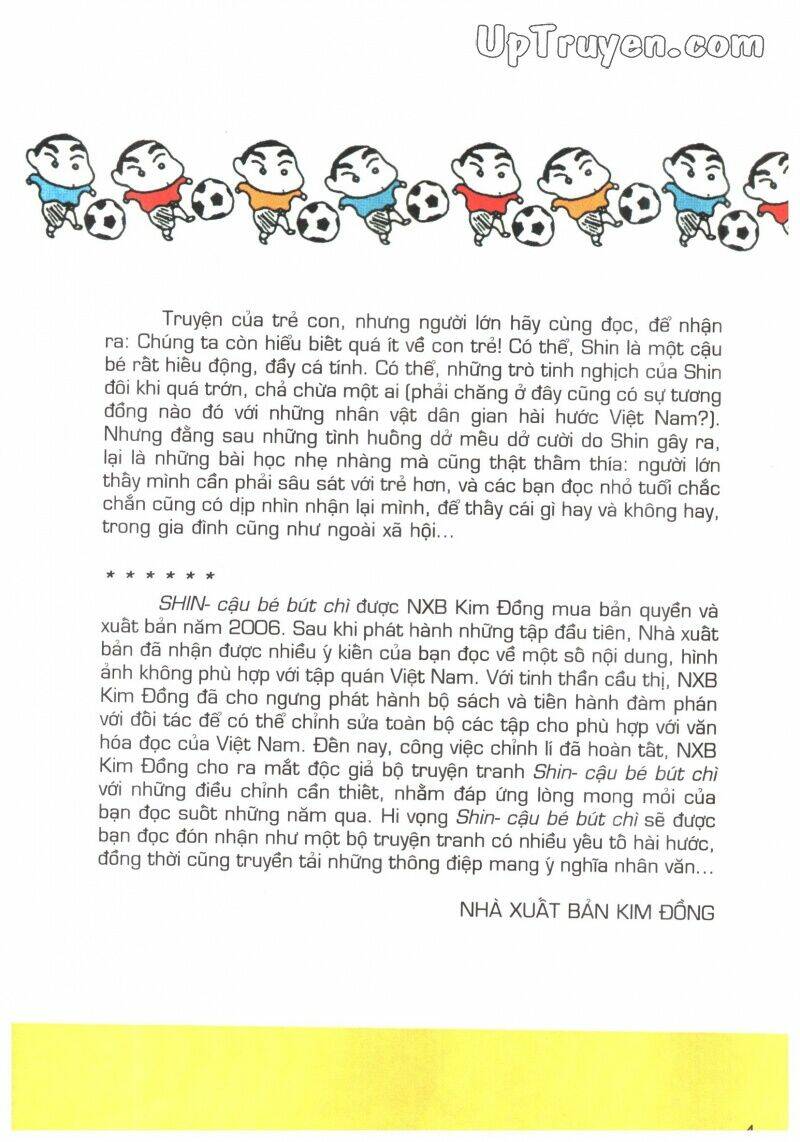 UpTruyen.com
Truyện của trẻ con, nhưng người lớn hãy cùng đọc, để nhận
ra: Chúng ta còn hiểu biết quá ít về con trẻ! Có thể, Shin là một cậu
bé rất hiếu động, đầy cá tính. Có thể, những trò tinh nghịch của Shin
đôi khi quá trớn, chả chừa một ai (phải chăng ở đây cũng có sự tương
đồng nào đó với những nhân vật dân gian hài hước Việt Nam?).
Nhưng đằng sau những tình huống dở mếu dở cười do Shin gây ra,
lại là những bài học nhẹ nhàng mà cũng thật thấm thía: người lớn
thấy mình cần phải sâu sát với trẻ hơn, và các bạn đọc nhỏ tuổi chắc
chắn cũng có dịp nhìn nhận lại mình, để thấy cái gì hay và không hay,
trong gia đình cũng như ngoài xã hội...
* * * * * *
SHIN- cậu bé bút chì được NXB Kim Đồng mua bản quyền và
xuất bản năm 2006. Sau khi phát hành những tập đầu tiên, Nhà xuất
bản đã nhận được nhiều ý kiến của bạn đọc về một số nội dung, hình
ảnh không phù hợp với tập quán Việt Nam. Với tinh thần cầu thị, NXB
Kim Đồng đã cho ngưng phát hành bộ sách và tiến hành đàm phán
với đối tác để có thể chỉnh sửa toàn bộ các tập cho phù hợp với văn
hóa đọc của Việt Nam. Đến nay, công việc chỉnh lí đã hoàn tất, NXB
Kim Đồng cho ra mắt độc giả bộ truyện tranh Shin- cậu bé bút chì
với những điều chỉnh cần thiết, nhằm đáp ứng lòng mong mỏi của
bạn đọc suốt những năm qua. Hi vọng Shin- cậu bé bút chì sẽ được
bạn đọc đón nhận như một bộ truyện tranh có nhiều yếu tố hài hước,
đồng thời cũng truyền tải những thông điệp mang ý nghĩa nhân văn...
NHÀ XUẤT BẢN KIM ĐỒNG